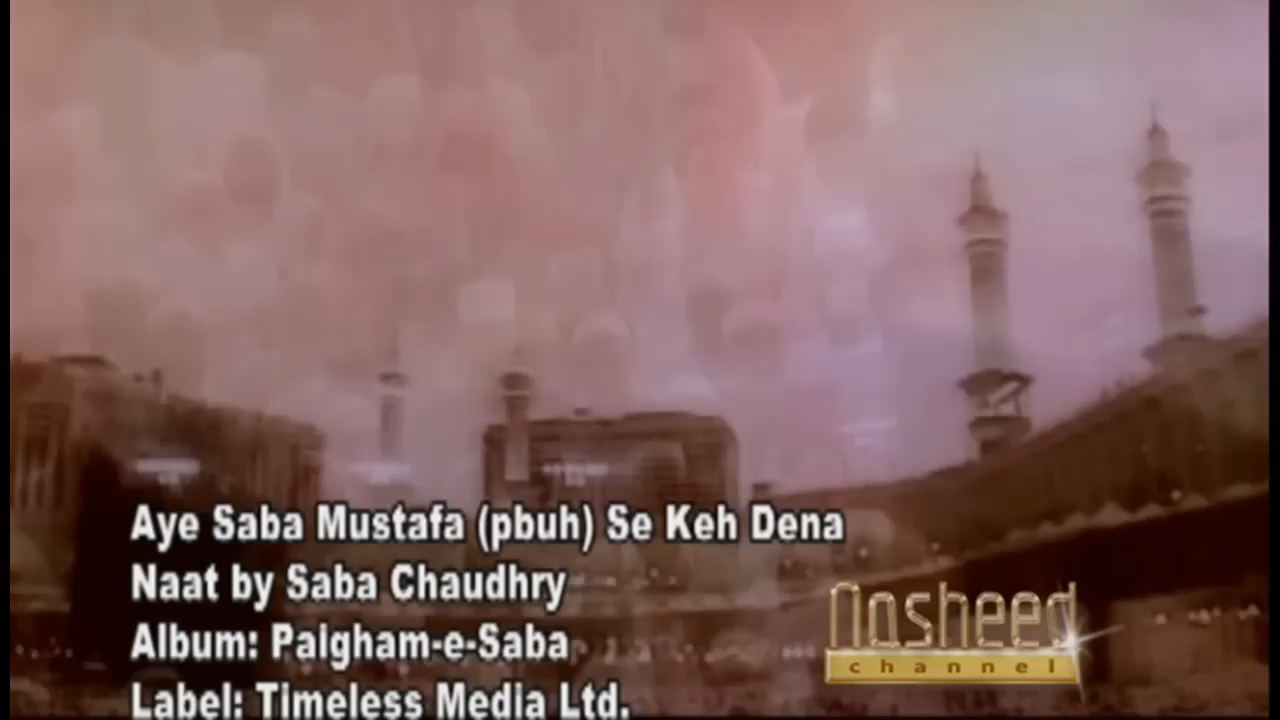 Aye Saba Mustafa (pbuh) Se Keh Dena
Naat by Saba Chaudhry
Album: Paigham-e-Saba
Label: Timeless Media Ltd.
Nasheed
channel